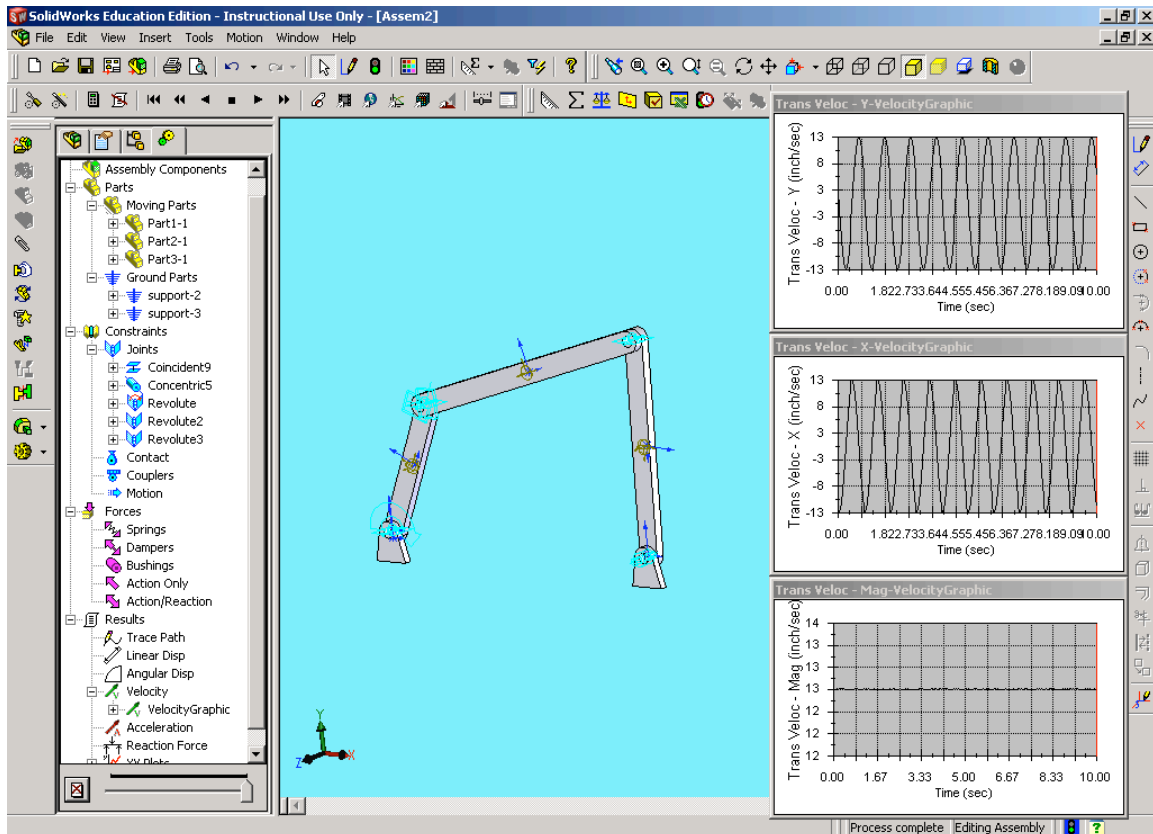 SolidWorks Education Edition - Instructional Use Only - [Assem2]
File Edit View Insert Tools Motion Window Help
Assembly Components
Parts
Moving Parts
Part1-1
Part2-1
Part3-1
Ground Parts
support-2
support-3
Constraints
Joints
Coincident9
Concentric5
Revolute
Revolute2
Revolute3
Contact
Couplers
Motion
Forces
Springs
Dampers
Bushings
Action Only
Action/Reaction
Results
Trace Path
Linear Disp
Angular Disp
Velocity
VelocityGraphic
Acceleration
Reaction Force
XY Plots
Y
Z
X
Trans Veloc - Y-VelocityGraphic
Trans Veloc - Y (inch/sec)
13
8
3
-3
-8
-13
0.00 1.822.733.644.555.456.367.278.189.0910.00
Time (sec)
Trans Veloc - X-VelocityGraphic
Trans Veloc - X (inch/sec)
13
8
3
-3
-8
-13
0.00 1.822.733.644.555.456.367.278.189.0910.00
Time (sec)
Trans Veloc - Mag-VelocityGraphic
Trans Veloc - Mag (inch/sec)
14
13
13
13
12
12
12
0.00 1.67 3.33 5.00 6.67 8.33 10.00
Time (sec)
Process complete Editing Assembly